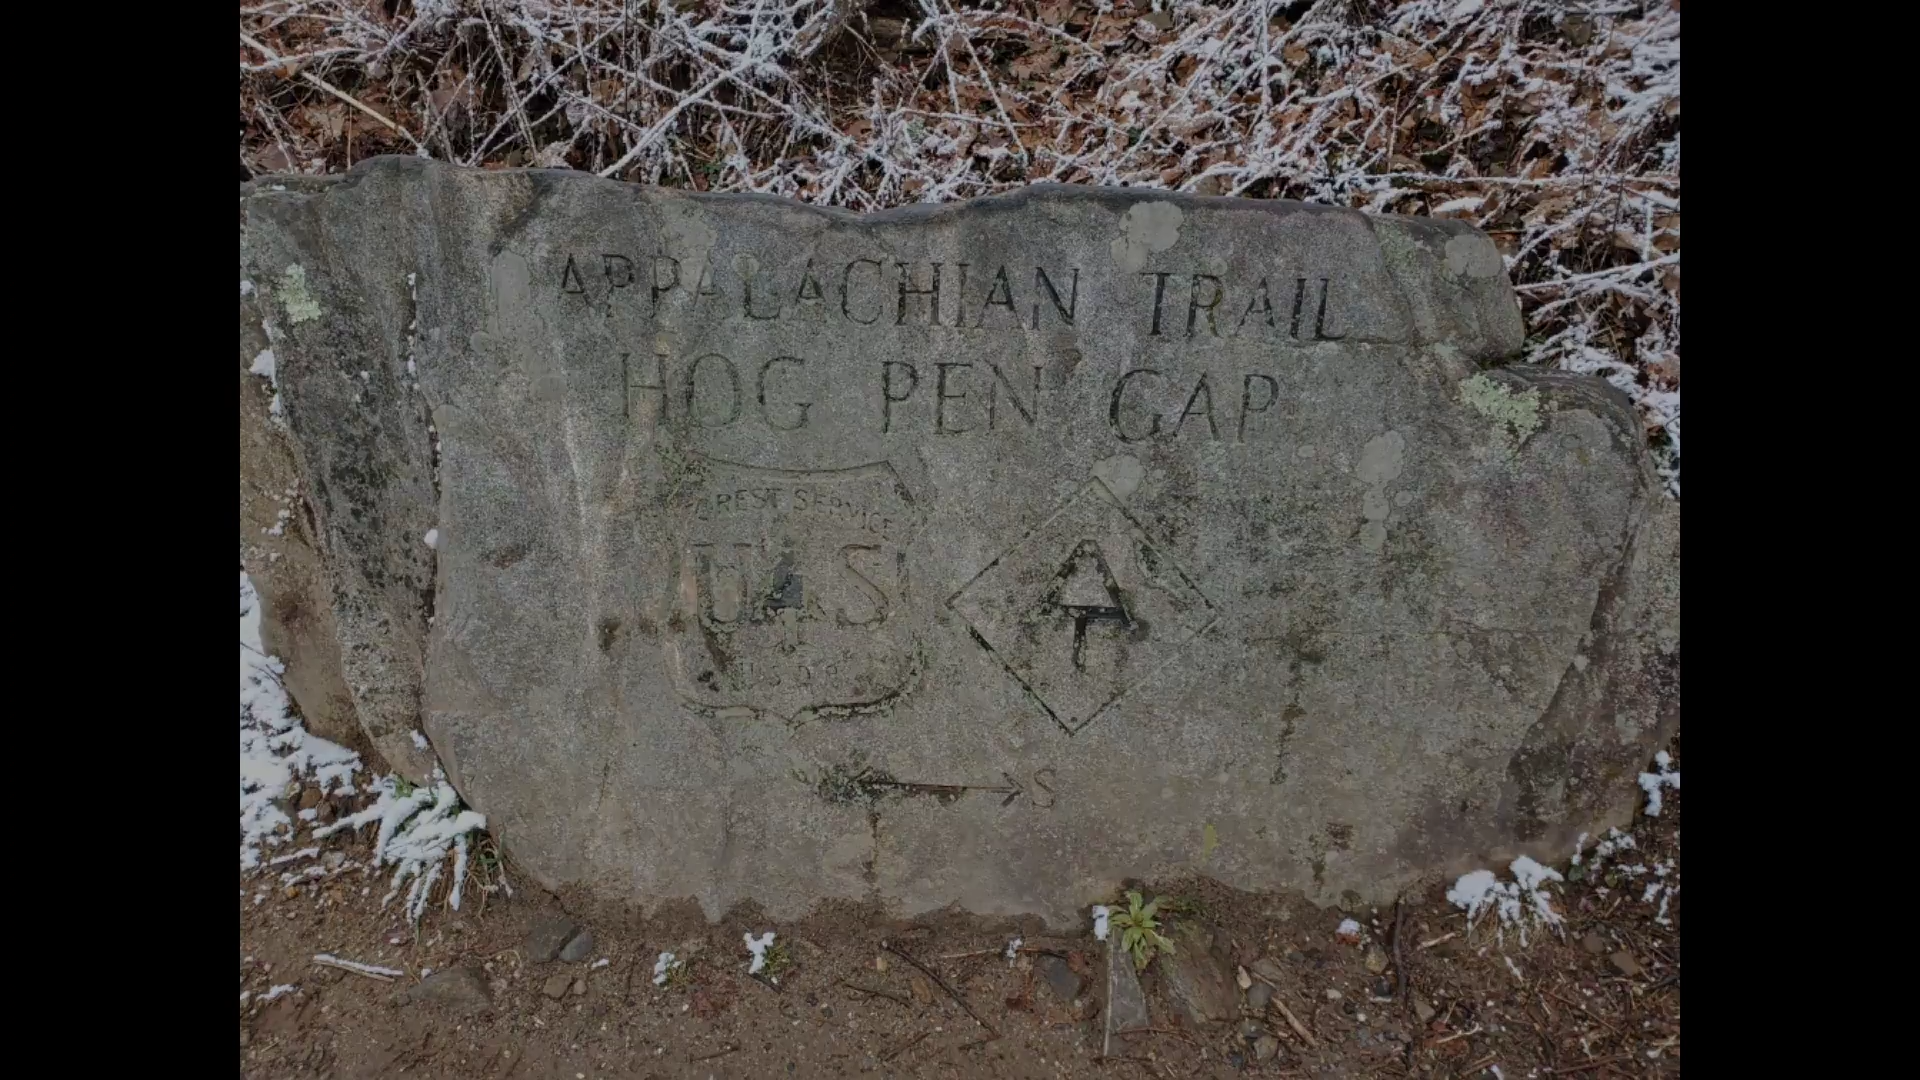 APPALACHIAN TRAIL
HOG PEN GAP
FOREST SERVICE
U S
A
S